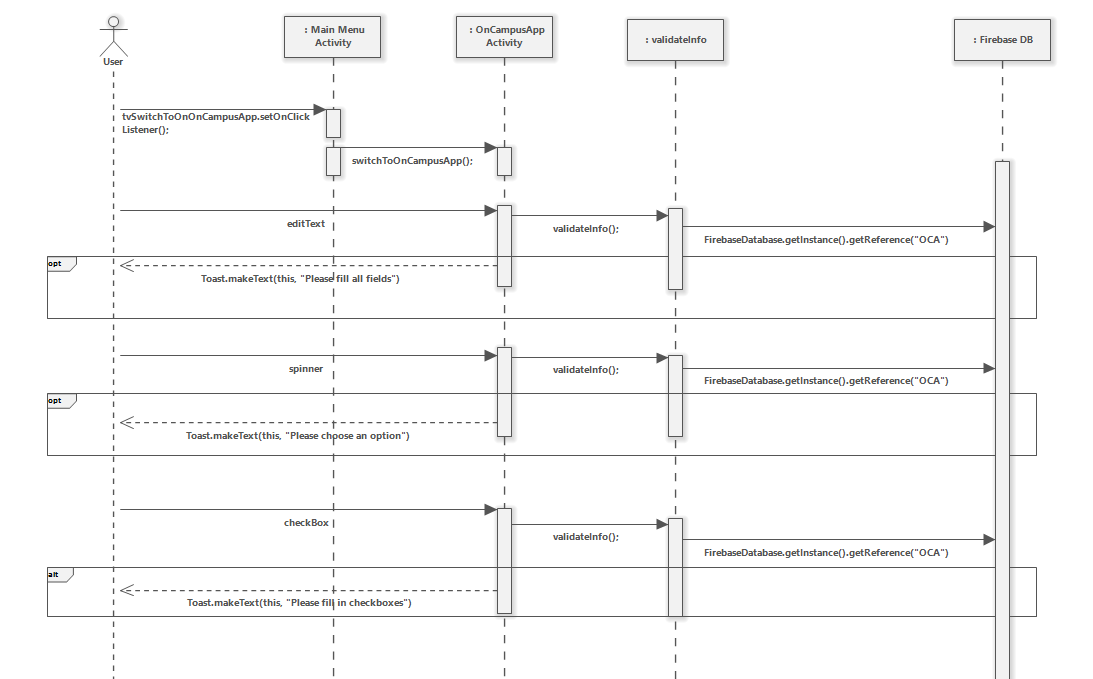 : Main Menu
Activity
: OnCampusApp
Activity
: validateInfo
: Firebase DB
User
tvSwitchToOnOnCampusApp.setOnClick
Listener();
switchToOnCampusApp();
editText
validateInfo();
FirebaseDatabase.getInstance().getReference("OCA")
opt
Toast.makeText(this, "Please fill all fields")
spinner
validateInfo();
FirebaseDatabase.getInstance().getReference("OCA")
opt
Toast.makeText(this, "Please choose an option")
checkBox
validateInfo();
FirebaseDatabase.getInstance().getReference("OCA")
alt
Toast.makeText(this, "Please fill in checkboxes")